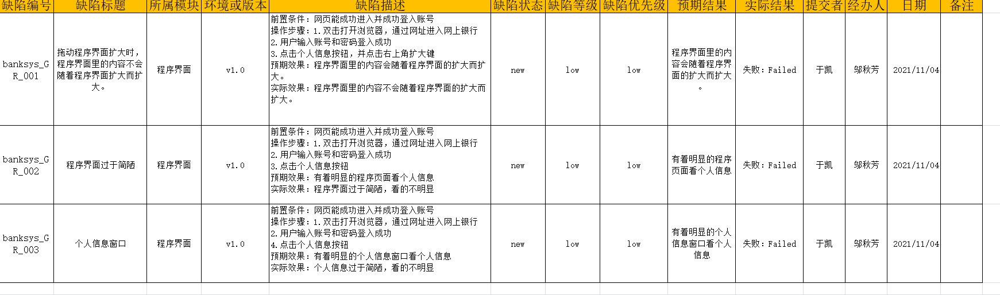 缺陷编号 缺陷标题 所属模块 环境或版本 缺陷描述 缺陷状态 缺陷等级 缺陷优先级 预期结果 实际结果 提交者 经办人 日期 备注
banksys_G
R_001
拖动程序界面扩大时，
程序界面里的内容不会
随着程序界面扩大而扩
大。
程序界面
v1.0
前置条件：网页能成功进入并成功登入账号
操作步骤：1.双击打开浏览器，通过网址进入网上银行
2.用户输入账号和密码登入成功
3.点击个人信息按钮，并点击右上角扩大键
预期效果：程序界面里的内容会随着程序界面的扩大而扩
大。
实际效果：程序界面里的内容不会随着程序界面的扩大而
扩大。
new
low
low
程序界面里的内
容会随着程序界
面的扩大而扩大
。
失败：Failed
于凯
邬秋芳
2021/11/04
banksys_G
R_002
程序界面过于简陋
程序界面
v1.0
前置条件：网页能成功进入并成功登入账号
操作步骤：1.双击打开浏览器，通过网址进入网上银行
2.用户输入账号和密码登入成功
3.点击个人信息按钮
预期效果：有着明显的程序页面看个人信息
实际效果：程序界面过于简陋，看的不明显
new
low
low
有着明显的程序
页面看个人信息
失败：Failed
于凯
邬秋芳
2021/11/04
banksys_G
R_003
个人信息窗口
程序界面
v1.0
前置条件：网页能成功进入并成功登入账号
操作步骤：1.双击打开浏览器，通过网址进入网上银行
2.用户输入账号和密码登入成功
4.点击个人信息按钮
预期效果：有着明显的个人信息窗口看个人信息
实际效果：个人信息过于简陋，看的不明显
new
low
low
有着明显的个人
信息窗口看个人
信息
失败：Failed
于凯
邬秋芳
2021/11/04